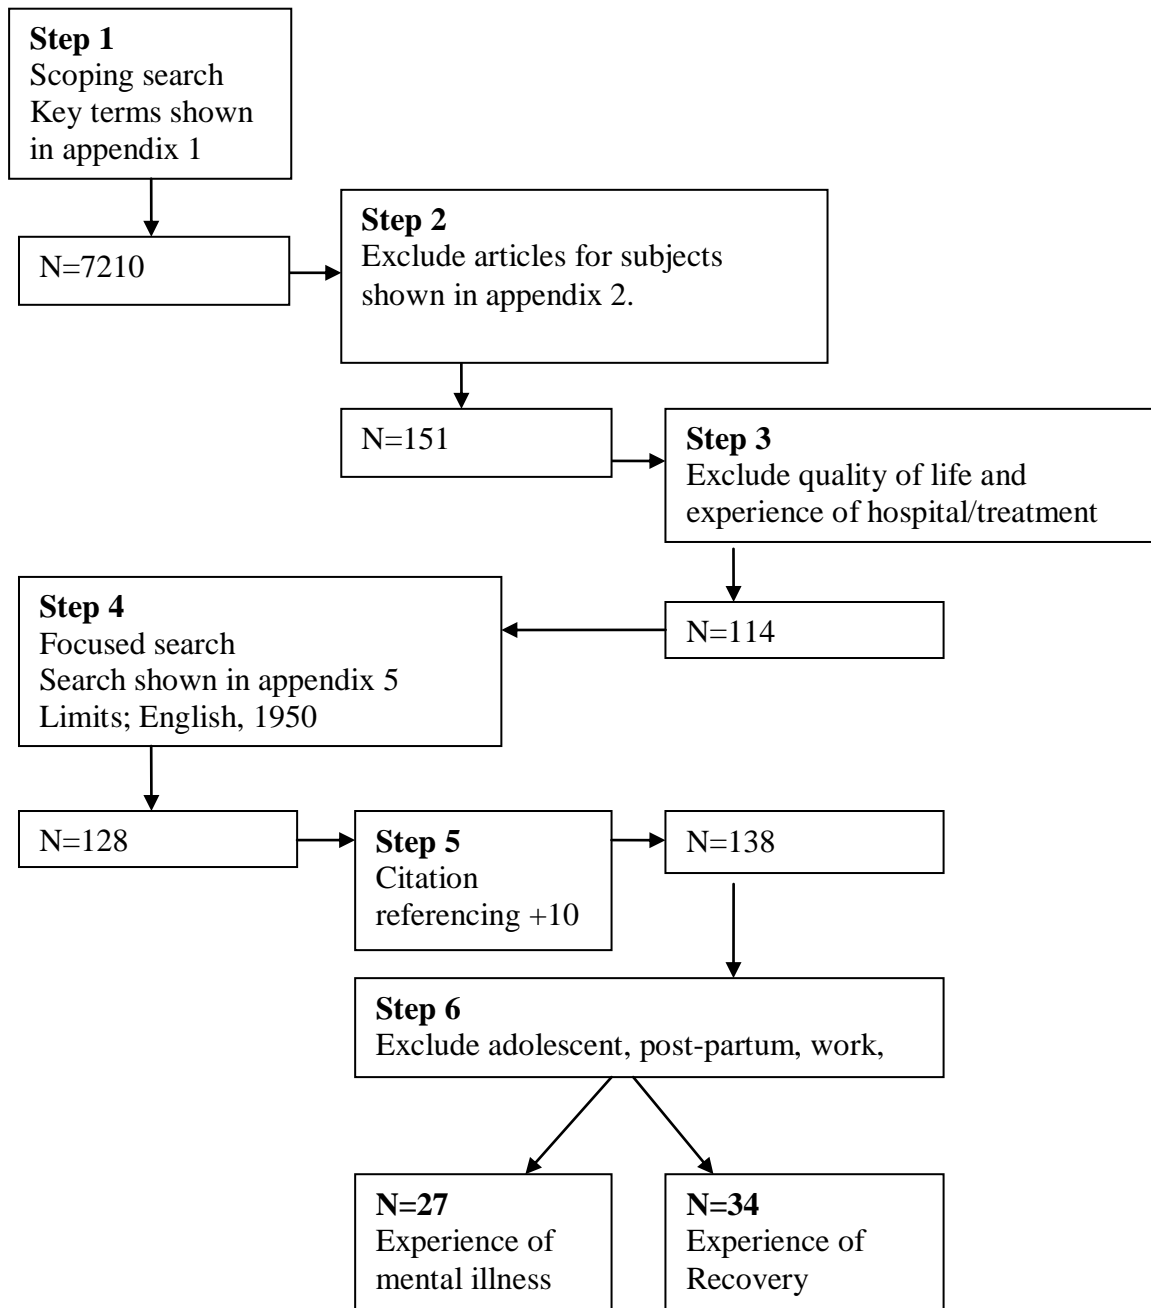 Step 1
Scoping search
Key terms shown
in appendix 1
N=7210
Step 2
Exclude articles for subjects
shown in appendix 2.
N=151
Step 3
Exclude quality of life and
experience of hospital/treatment
N=114
Step 4
Focused search
Search shown in appendix 5
Limits; English, 1950
N=128
Step 5
Citation
referencing +10
N=138
Step 6
Exclude adolescent, post-partum, work,
N=27
Experience of
mental illness
N=34
Experience of
Recovery